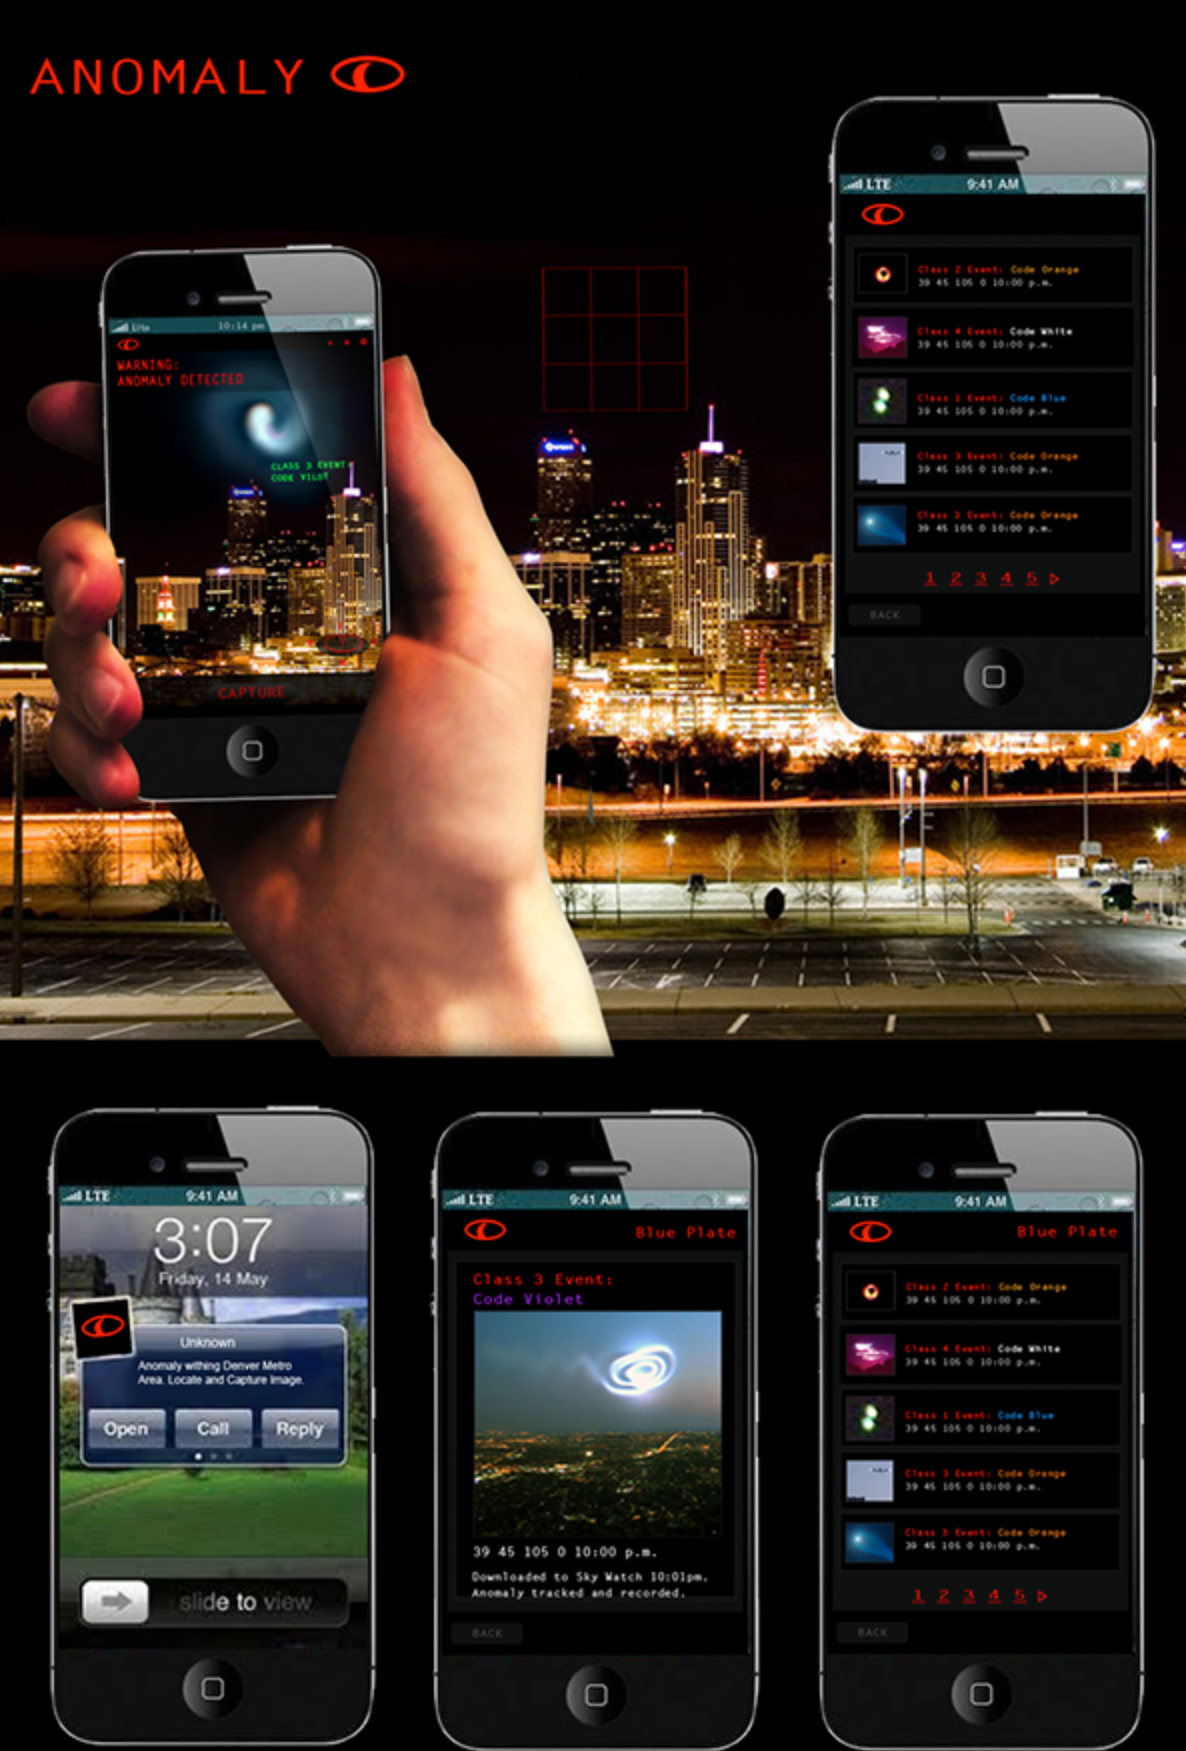 ANOMALY
LTE 9:41 AM
Class 2 Event: Code Orange
39 45 105 0 10:00 p.m.
Class 4 Event: Code White
39 45 105 0 10:00 p.m.
Class 1 Event: Code Blue
39 45 105 0 10:00 p.m.
Class 3 Event: Code Orange
39 45 105 0 10:00 p.m.
Class 3 Event: Code Orange
39 45 105 0 10:00 p.m.
1 2 3 4 5
BACK
10:14 pm
WARNING:
ANOMALY DETECTED
CLASS 3 EVENT:
CODE VILOT
CAPTURE
LTE 9:41 AM
3:07
Friday, 14 May
Unknown
Anomaly withing Denver Metro
Area. Locate and Capture Image.
Open Call Reply
slide to view
LTE 9:41 AM
Blue Plate
Class 3 Event:
Code Violet
39 45 105 0 10:00 p.m.
Downloaded to Sky Watch 10:01pm.
Anomaly tracked and recorded.
BACK
LTE 9:41 AM
Blue Plate
Class 2 Event: Code Orange
39 45 105 0 10:00 p.m.
Class 4 Event: Code White
39 45 105 0 10:00 p.m.
Class 1 Event: Code Blue
39 45 105 0 10:00 p.m.
Class 3 Event: Code Orange
39 45 105 0 10:00 p.m.
Class 3 Event: Code Orange
39 45 105 0 10:00 p.m.
1 2 3 4 5
BACK